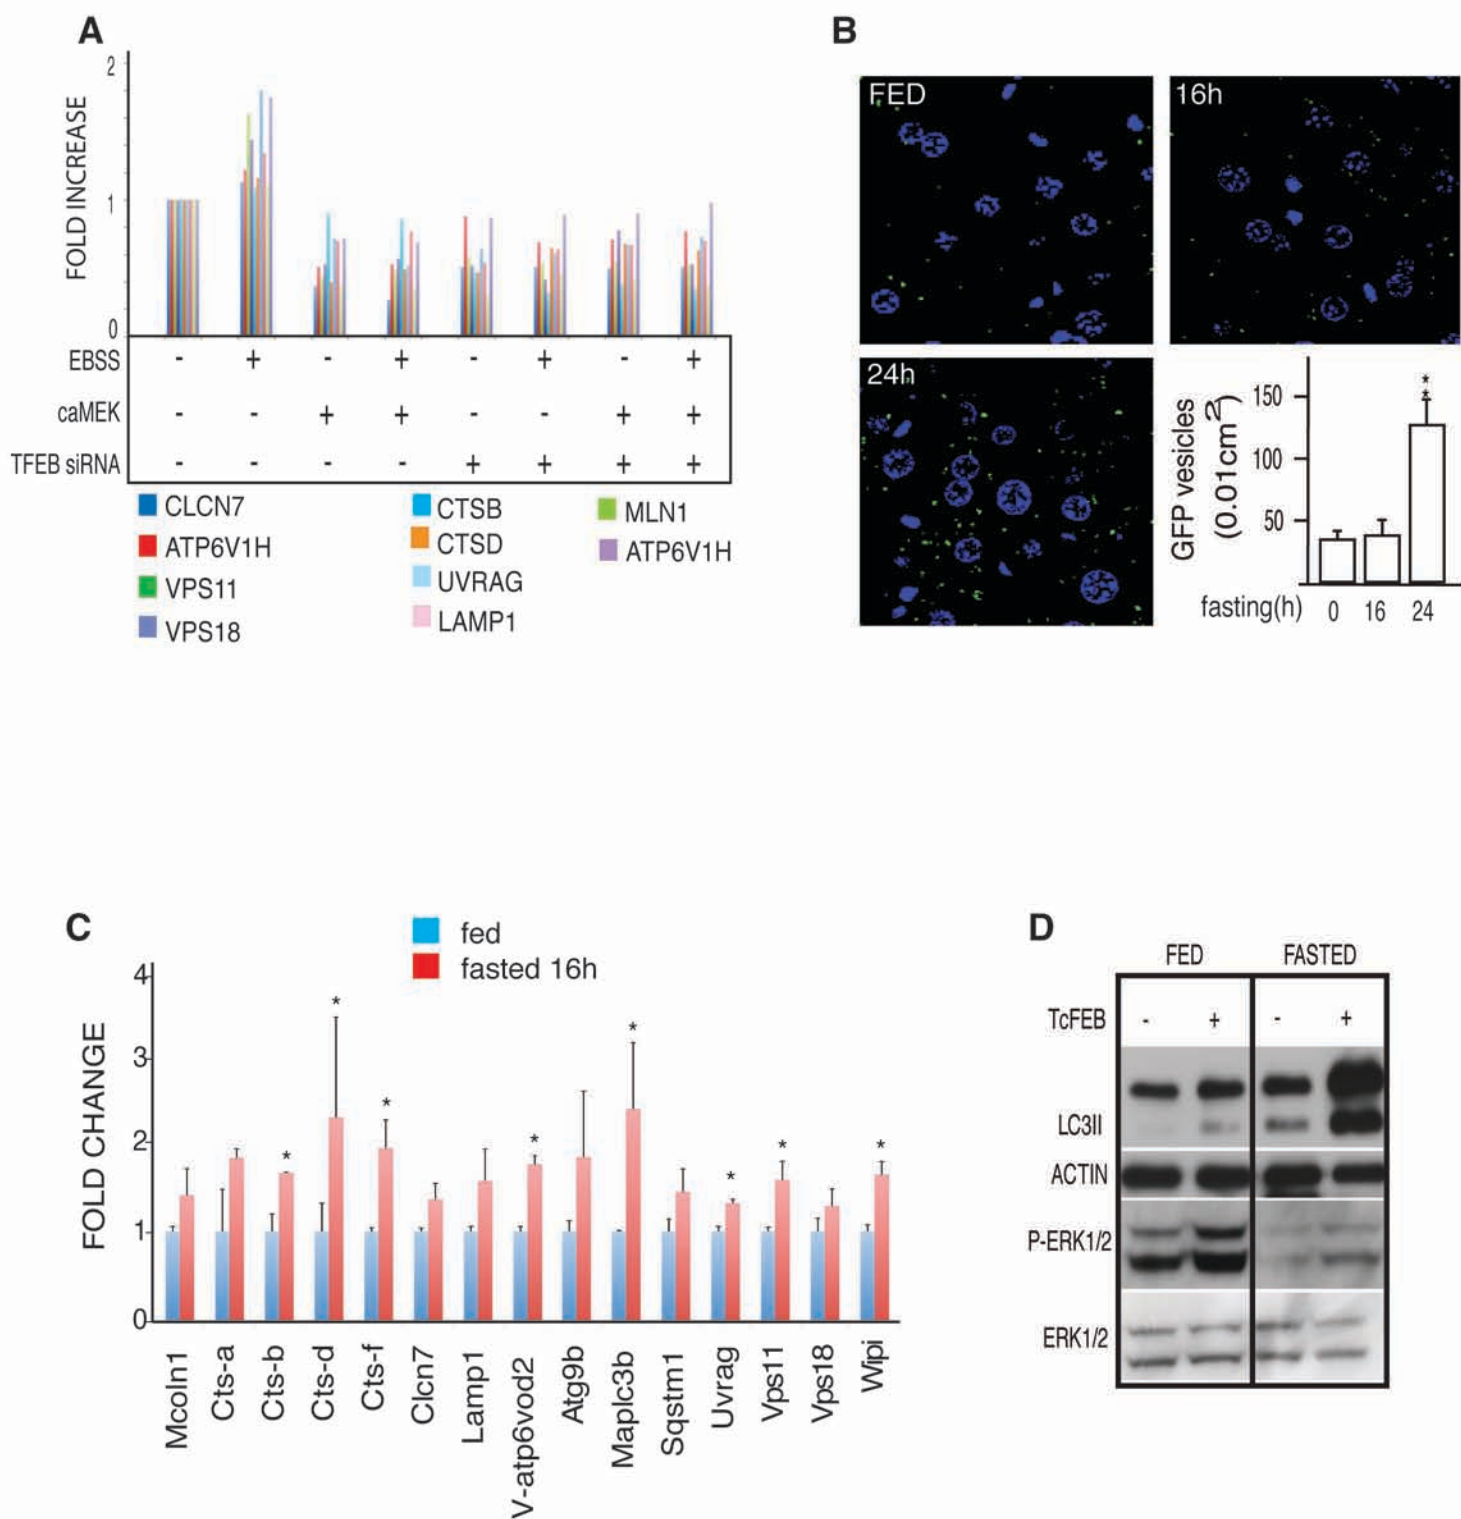 A
2
1
0
FOLD INCREASE
EBSS - + - + - + - +
caMEK - - + + - - + +
TFEB siRNA - - - - + + + +
CLCN7
ATP6V1H
VPS11
VPS18
CTSB
CTSD
UVRAG
LAMP1
MLN1
ATP6V1H
B
FED
16h
24h
GFP vesicles
(0.01cm²)
150
100
50
**
fasting(h) 0 16 24
C
fed
fasted 16h
FOLD CHANGE
4
3
2
1
0
* * * * * * * *
Mcoln1
Cts-a
Cts-b
Cts-d
Cts-f
Clcn7
Lamp1
V-atp6vod2
Atg9b
Maplc3b
Sqstm1
Uvrag
Vps11
Vps18
Wipi
D
FED FASTED
TcFEB - + - +
LC3II
ACTIN
P-ERK1/2
ERK1/2